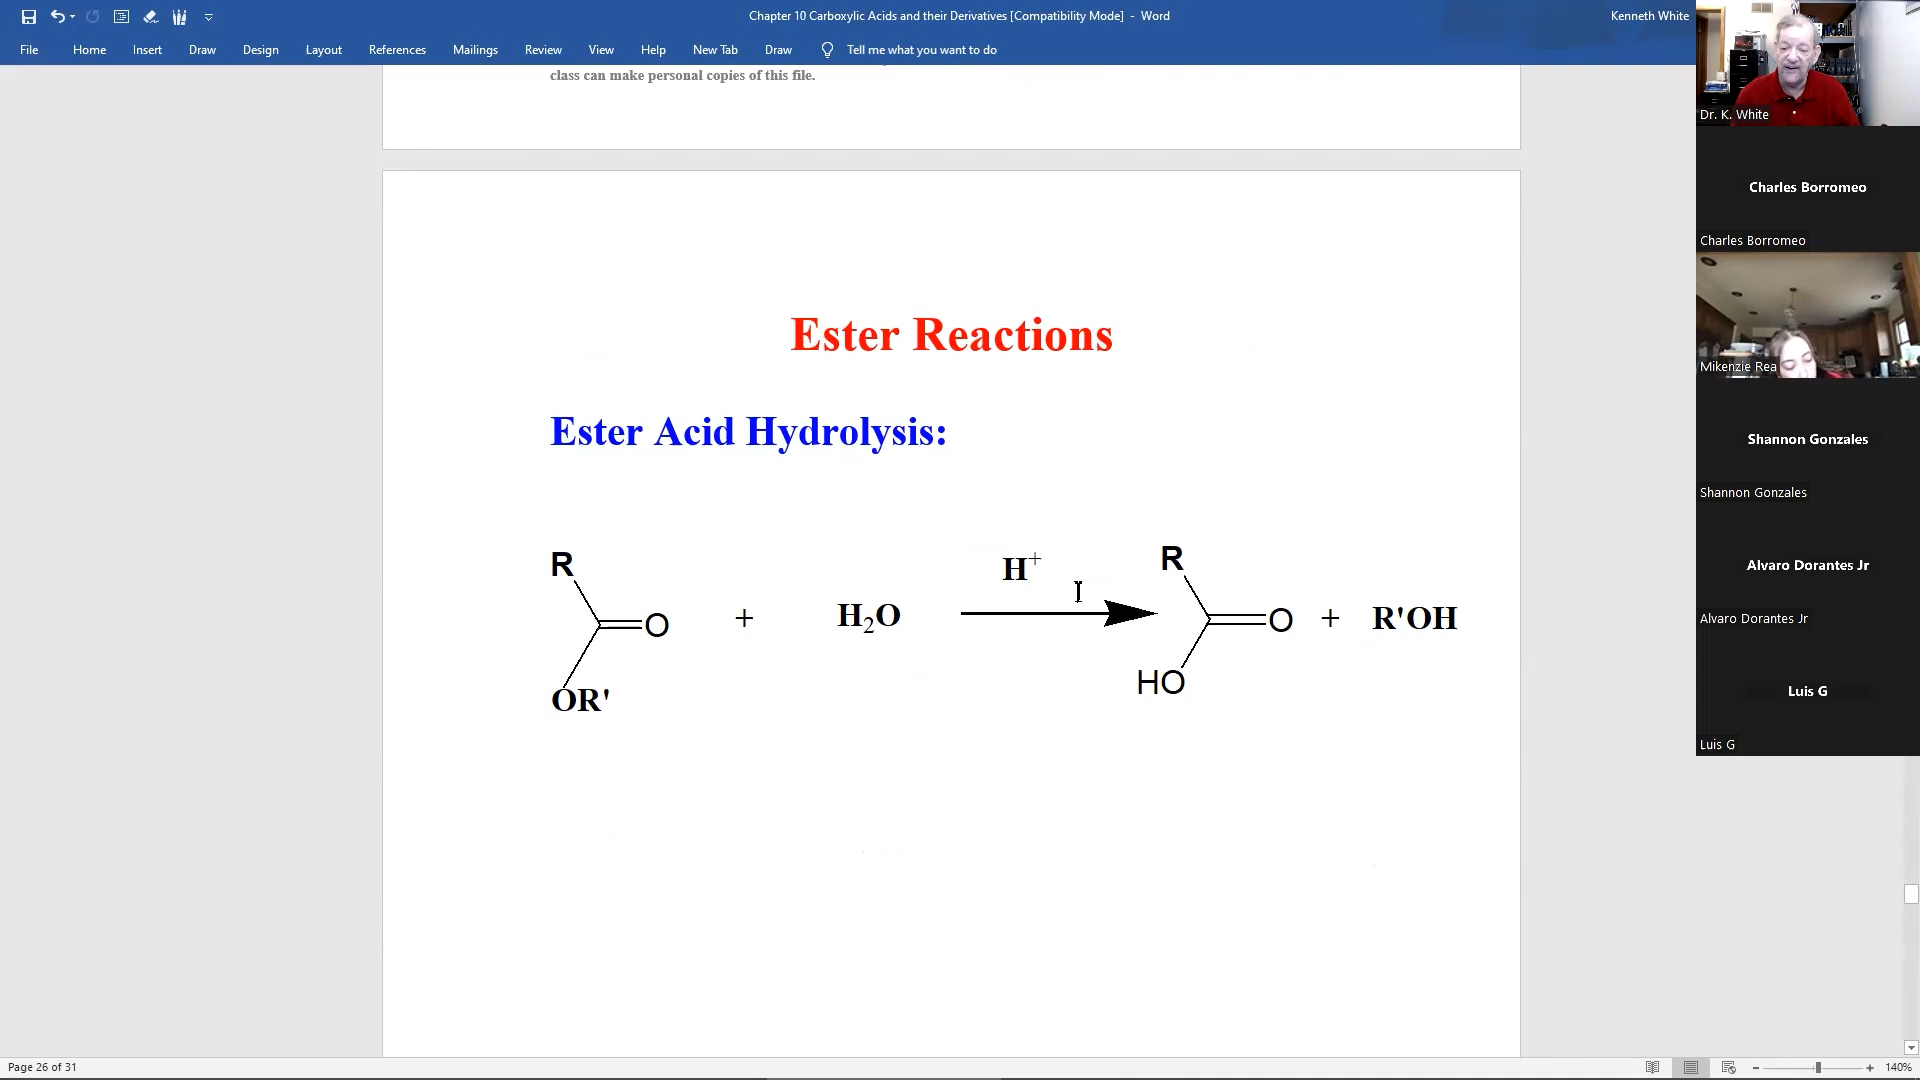 Chapter 10 Carboxylic Acids and their Derivatives [Compatibility Mode] - Word
Kenneth White
File Home Insert Draw Design Layout References Mailings Review View Help New Tab Draw Tell me what you want to do
class can make personal copies of this file.
Ester Reactions
Ester Acid Hydrolysis:
R
O
OR'
+
H₂O
H⁺
R
O
HO
+
R'OH
Dr. K. White
Charles Borromeo
Charles Borromeo
Mikenzie Rea
Shannon Gonzales
Shannon Gonzales
Alvaro Dorantes Jr
Alvaro Dorantes Jr
Luis G
Luis G
Page 26 of 31
140%